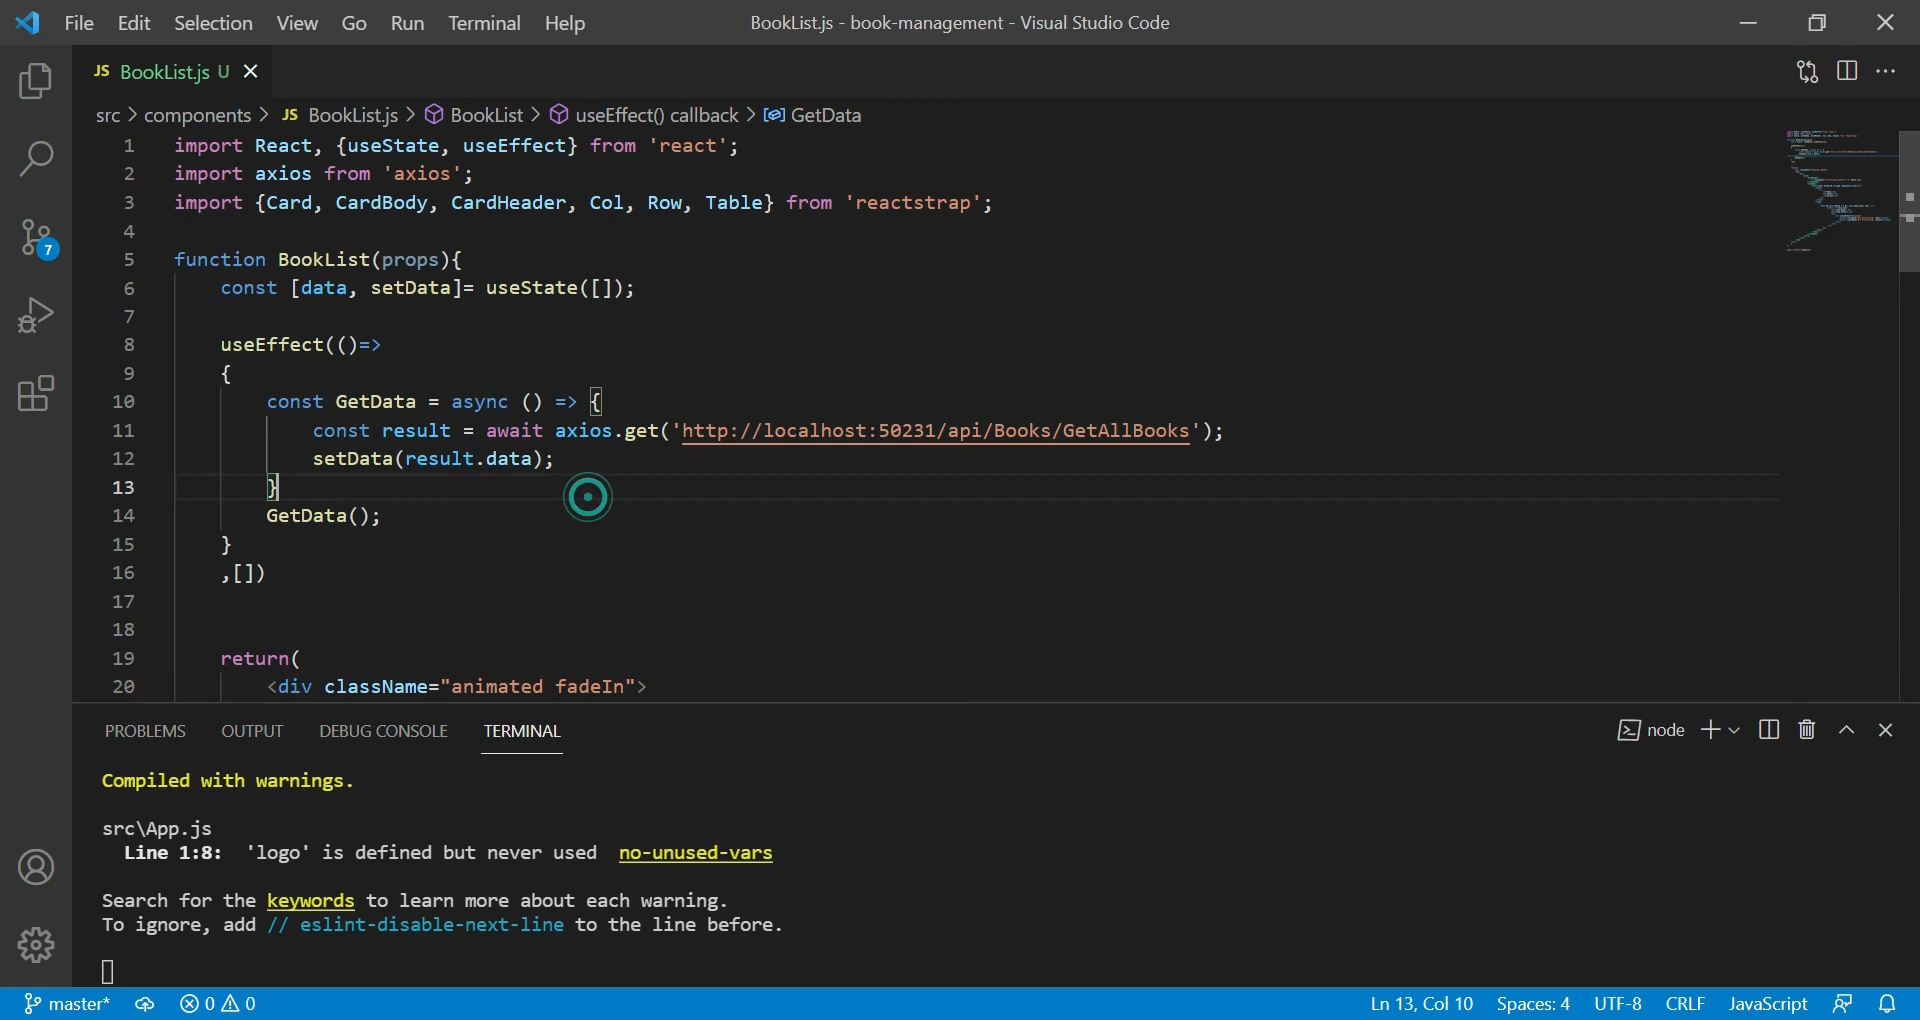 File Edit Selection View Go Run Terminal Help BookList.js - book-management - Visual Studio Code
JS BookList.js U
src > components > JS BookList.js > BookList > useEffect() callback > GetData
1 import React, {useState, useEffect} from 'react';
2 import axios from 'axios';
3 import {Card, CardBody, CardHeader, Col, Row, Table} from 'reactstrap';
4
5 function BookList(props){
6 const [data, setData]= useState([]);
7
8 useEffect(()=>
9 {
10 const GetData = async () => {
11 const result = await axios.get('http://localhost:50231/api/Books/GetAllBooks');
12 setData(result.data);
13 }
14 GetData();
15 }
16 ,[])
17
18
19 return(
20 <div className="animated fadeIn">
7
PROBLEMS OUTPUT DEBUG CONSOLE TERMINAL node
Compiled with warnings.
src\App.js
Line 1:8: 'logo' is defined but never used no-unused-vars
Search for the keywords to learn more about each warning.
To ignore, add // eslint-disable-next-line to the line before.
master* 0 0 Ln 13, Col 10 Spaces: 4 UTF-8 CRLF JavaScript